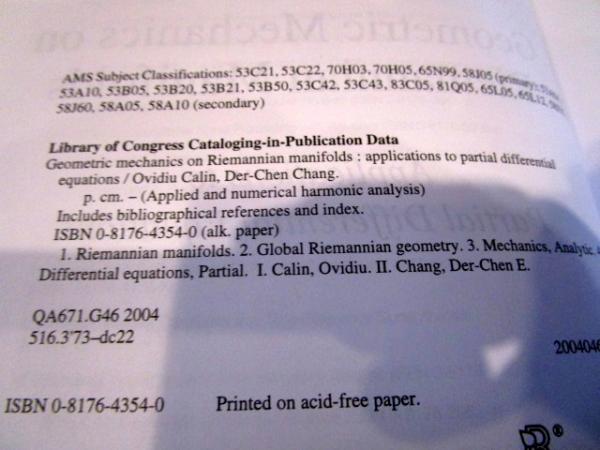 AMS Subject Classifications: 53C21, 53C22, 70H03, 70H05, 65N99, 58J05 (primary);
53A10, 53B05, 53B20, 53B21, 53B50, 53C42, 53C43, 83C05, 81Q05, 65L05, 65L12,
58J60, 58A05, 58A10 (secondary)
Library of Congress Cataloging-in-Publication Data
Geometric mechanics on Riemannian manifolds : applications to partial differential
equations / Ovidiu Calin, Der-Chen Chang.
p. cm. – (Applied and numerical harmonic analysis)
Includes bibliographical references and index.
ISBN 0-8176-4354-0 (alk. paper)
1. Riemannian manifolds. 2. Global Riemannian geometry. 3. Mechanics, Analytic.
Differential equations, Partial. I. Calin, Ovidiu. II. Chang, Der-Chen E.
QA671.G46 2004
516.3'73–dc22
2004046
ISBN 0-8176-4354-0 Printed on acid-free paper.
®